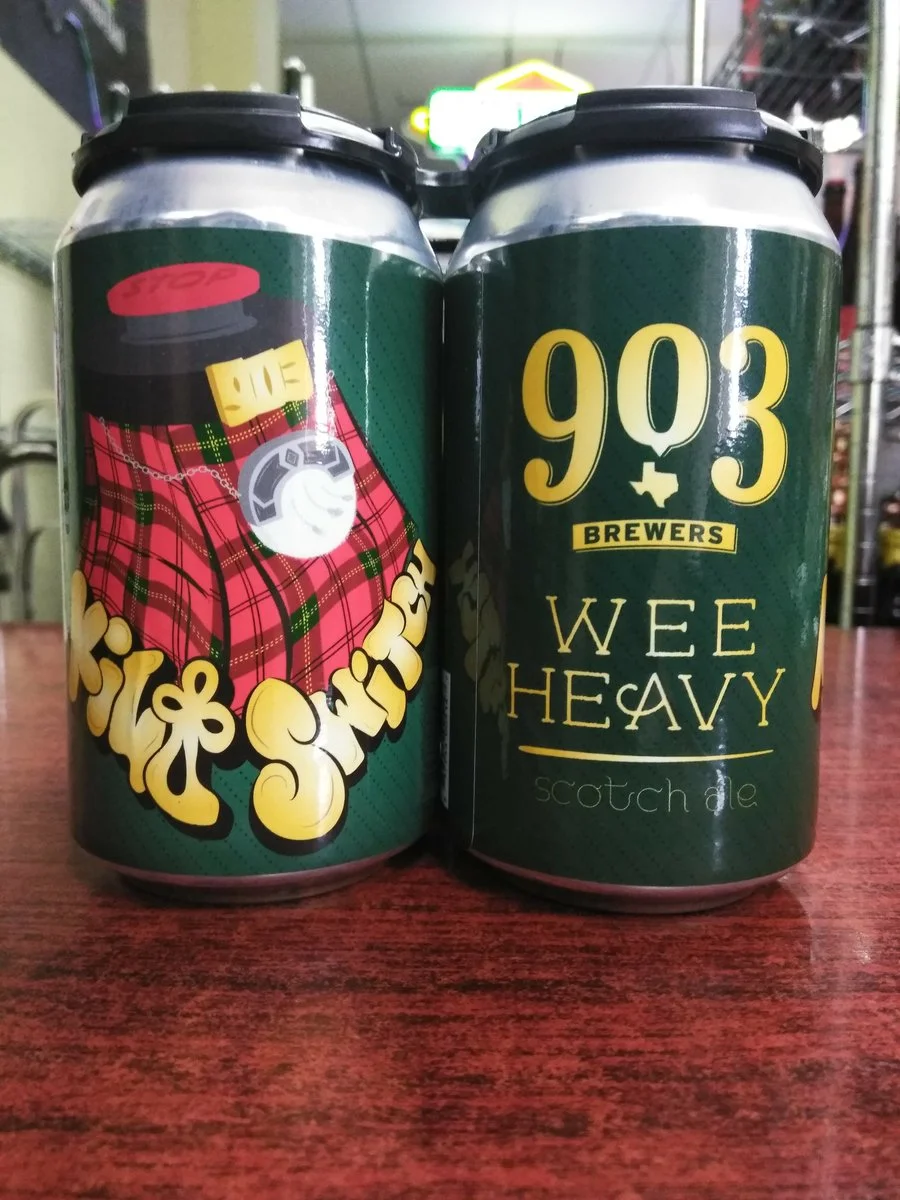 STOP
903
Kilt Switch
903
BREWERS
WEE
HEAVY
scotch ale